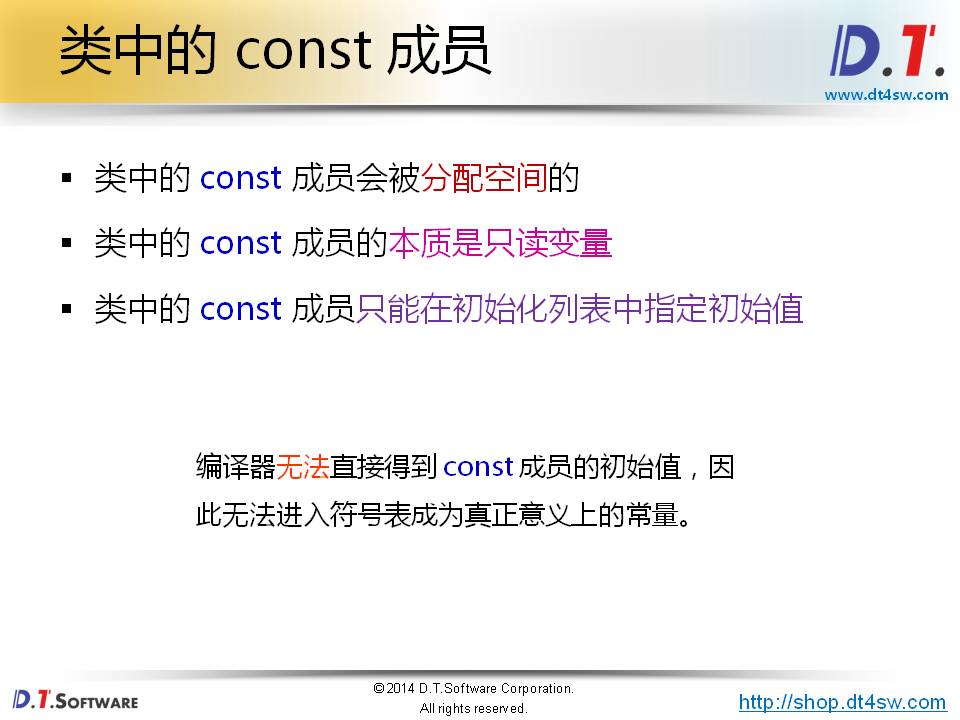 类中的 const 成员
D.T.
www.dt4sw.com
▪ 类中的 const 成员会被分配空间的
▪ 类中的 const 成员的本质是只读变量
▪ 类中的 const 成员只能在初始化列表中指定初始值
编译器无法直接得到 const 成员的初始值，因
此无法进入符号表成为真正意义上的常量。
D.T.SOFTWARE
©2014 D.T.Software Corporation.
All rights reserved.
http://shop.dt4sw.com